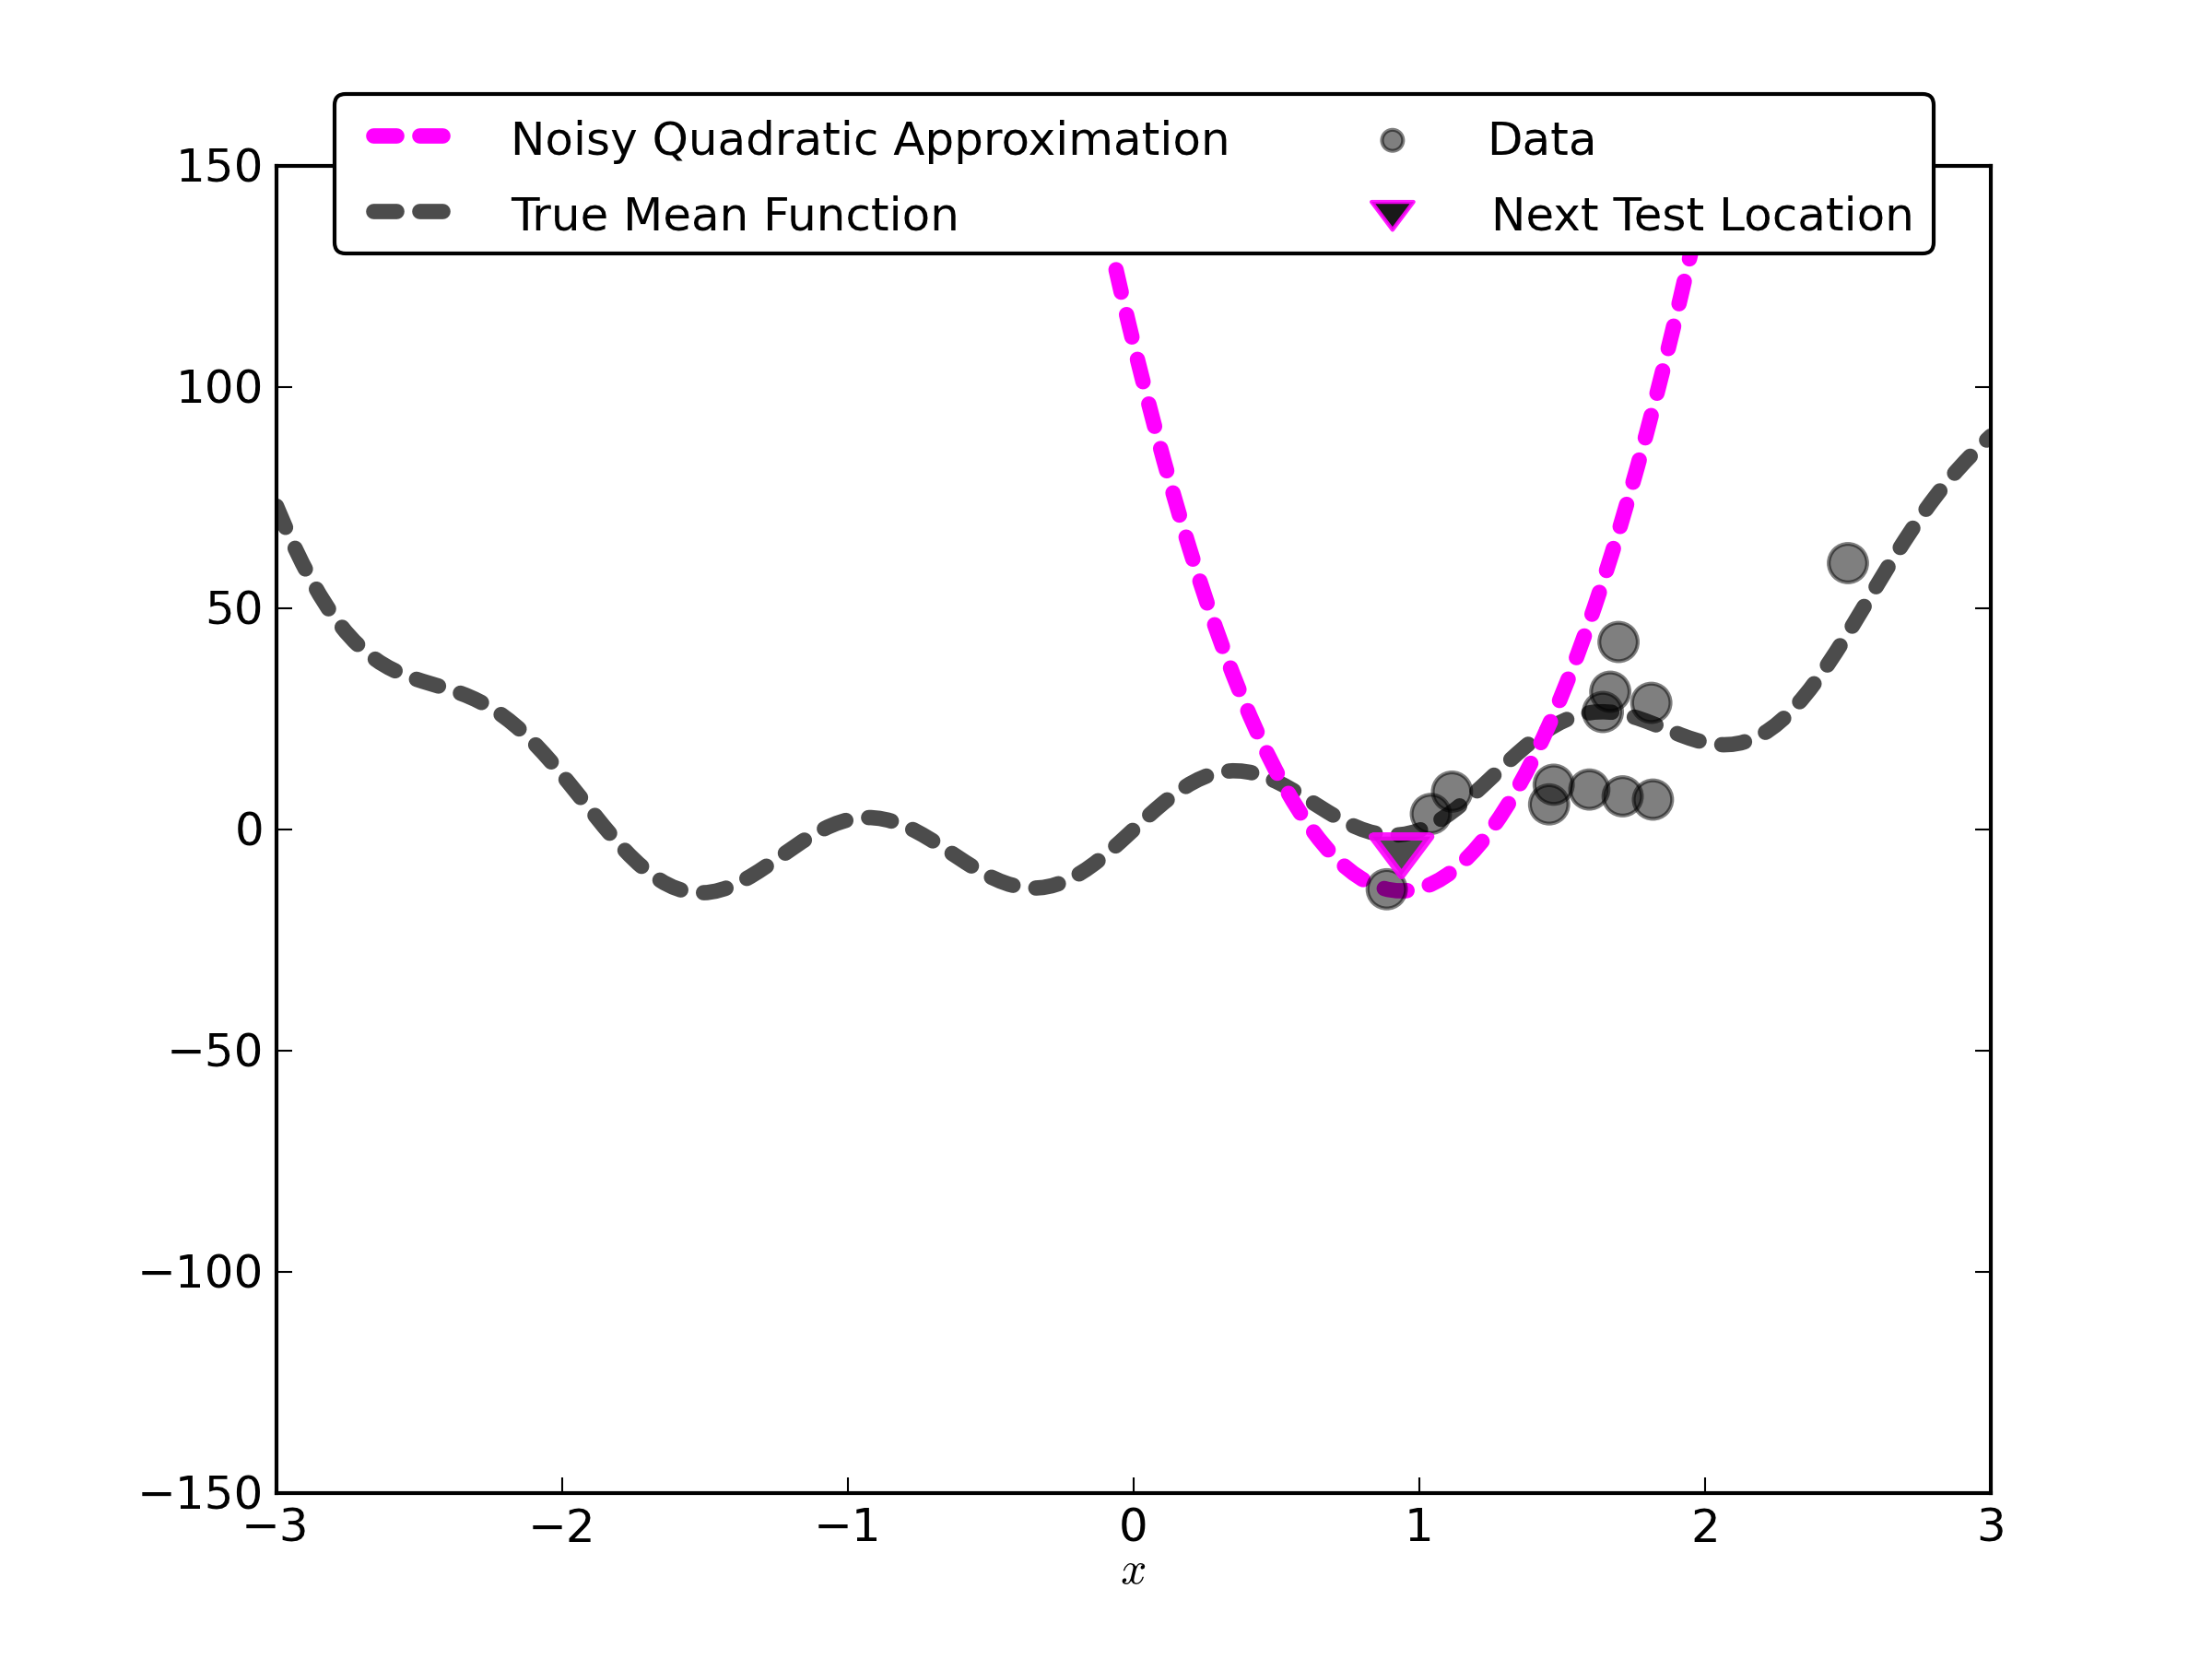 Noisy Quadratic Approximation
True Mean Function
Data
Next Test Location
150
100
50
0
−50
−100
−150
−3 −2 −1 0 1 2 3
x